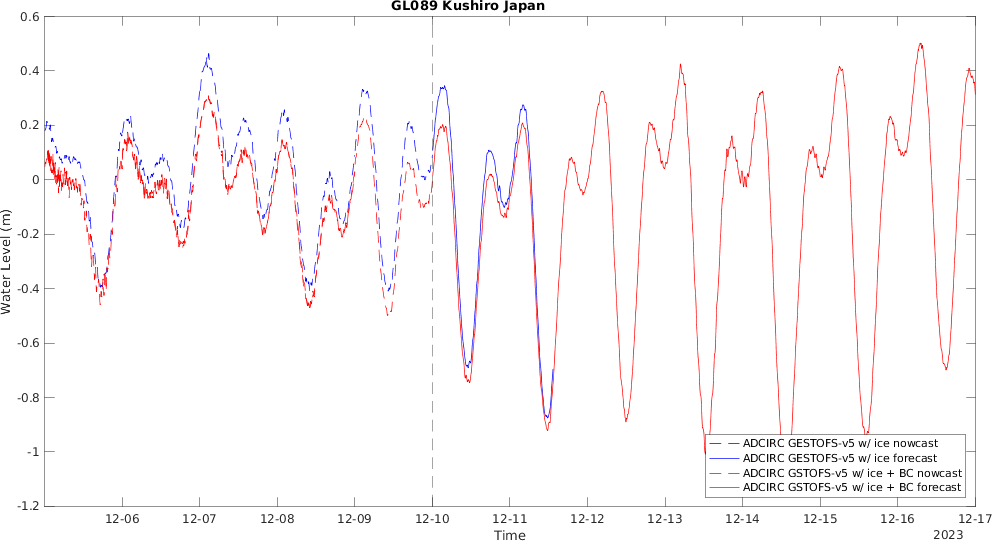 GL089 Kushiro Japan
0.6
0.4
0.2
0
-0.2
-0.4
-0.6
-0.8
-1
-1.2
Water Level (m)
ADCIRC GESTOFS-v5 w/ ice nowcast
ADCIRC GESTOFS-v5 w/ ice forecast
ADCIRC GSTOFS-v5 w/ ice + BC nowcast
ADCIRC GSTOFS-v5 w/ ice + BC forecast
12-06 12-07 12-08 12-09 12-10 12-11 12-12 12-13 12-14 12-15 12-16 12-17
Time
2023